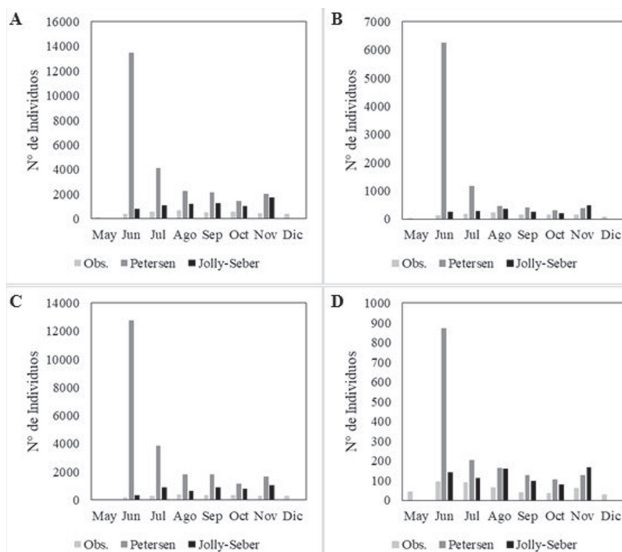 A
N° de Individuos
16000
14000
12000
10000
8000
6000
4000
2000
0
May Jun Jul Ago Sep Oct Nov Dic
Obs. Petersen Jolly-Seber
B
N° de Individuos
7000
6000
5000
4000
3000
2000
1000
0
May Jun Jul Ago Sep Oct Nov Dic
Obs. Petersen Jolly-Seber
C
N° de Individuos
14000
12000
10000
8000
6000
4000
2000
0
May Jun Jul Ago Sep Oct Nov Dic
Obs. Petersen Jolly-Seber
D
N° de Individuos
1000
900
800
700
600
500
400
300
200
100
0
May Jun Jul Ago Sep Oct Nov Dic
Obs. Petersen Jolly-Seber